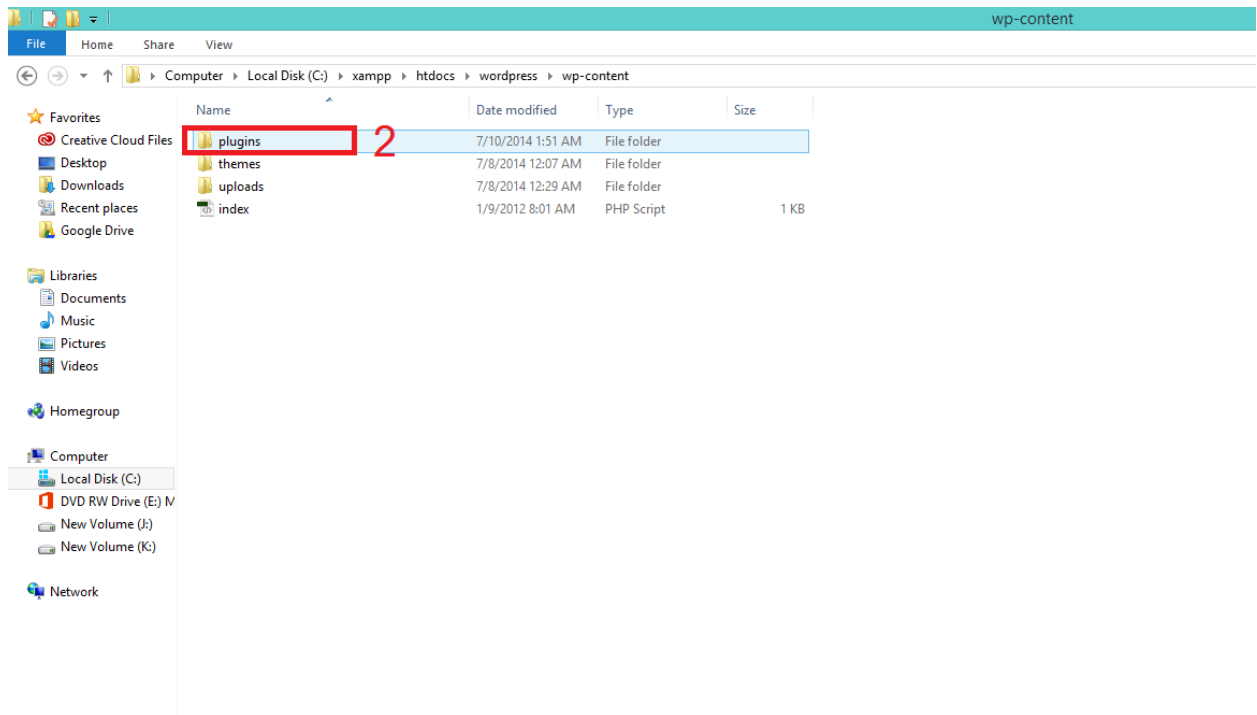 wp-content
File Home Share View
Computer Local Disk (C:) xampp htdocs wordpress wp-content
Name Date modified Type Size
plugins 2 7/10/2014 1:51 AM File folder
themes 7/8/2014 12:07 AM File folder
uploads 7/8/2014 12:29 AM File folder
index 1/9/2012 8:01 AM PHP Script 1 KB
Favorites
Creative Cloud Files
Desktop
Downloads
Recent places
Google Drive
Libraries
Documents
Music
Pictures
Videos
Homegroup
Computer
Local Disk (C:)
DVD RW Drive (E:) M
New Volume (J:)
New Volume (K:)
Network